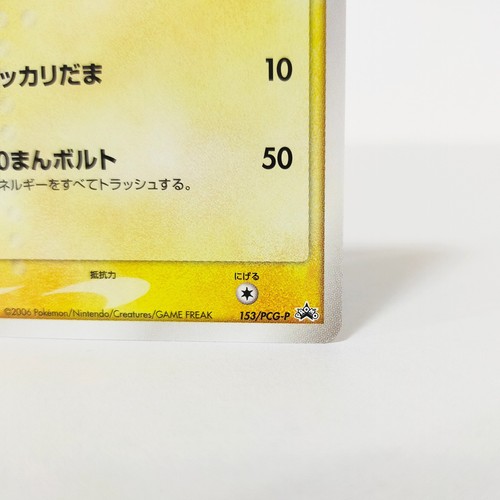 ッカリだま 10
0まんボルト 50
ネルギーをすべてトラッシュする。
抵抗力 にげる
©2006 Pokémon/Nintendo/Creatures/GAME FREAK 153/PCG-P